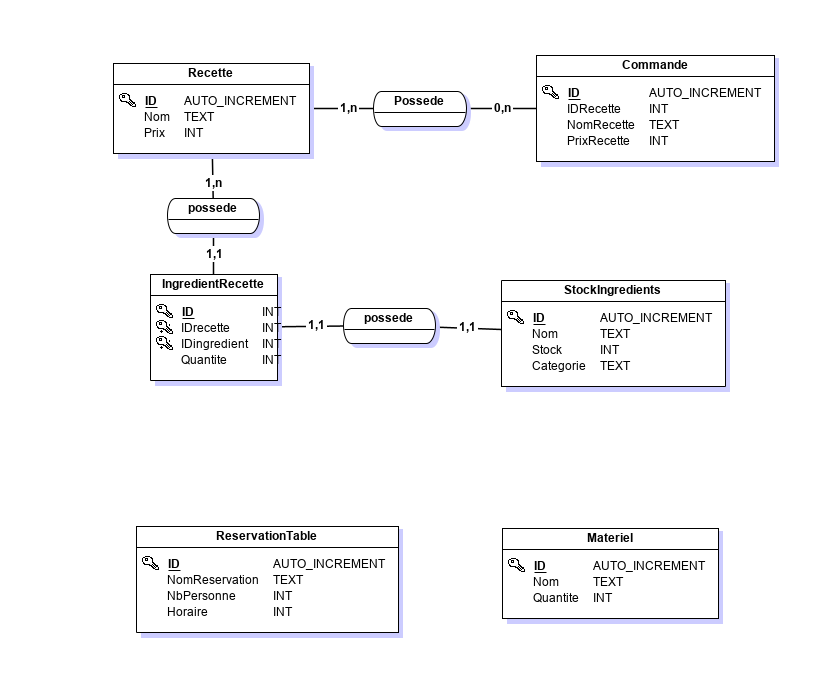 Recette
ID AUTO_INCREMENT
Nom TEXT
Prix INT
1,n
Possede
0,n
Commande
ID AUTO_INCREMENT
IDRecette INT
NomRecette TEXT
PrixRecette INT
1,n
possede
1,1
IngredientRecette
ID INT
IDrecette INT
IDingredient INT
Quantite INT
1,1
possede
1,1
StockIngredients
ID AUTO_INCREMENT
Nom TEXT
Stock INT
Categorie TEXT
ReservationTable
ID AUTO_INCREMENT
NomReservation TEXT
NbPersonne INT
Horaire INT
Materiel
ID AUTO_INCREMENT
Nom TEXT
Quantite INT